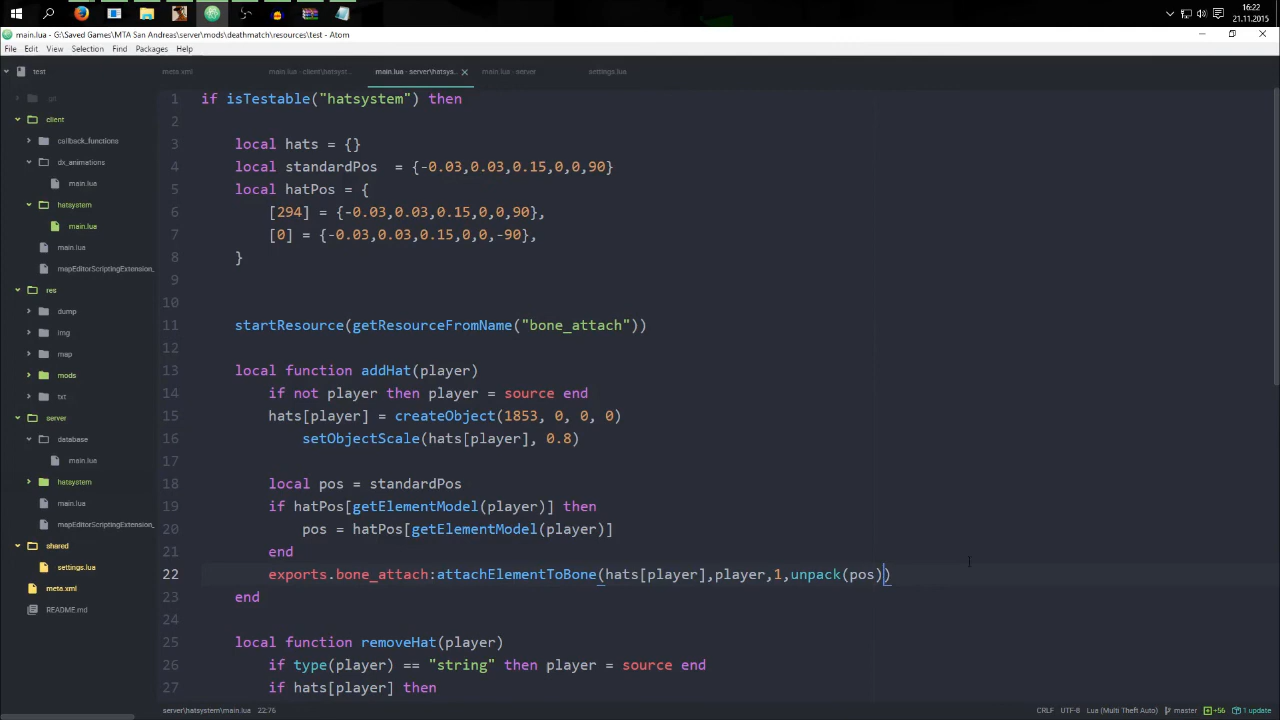 16:22
21.11.2015
main.lua - G:\Saved Games\MTA San Andreas\server\mods\deathmatch\resources\test - Atom
File Edit View Selection Find Packages Help
test
meta.xml
main.lua - client\hatsyst...
main.lua - server\hatsys...
main.lua - server
settings.lua
.git
client
callback_functions
dx_animations
main.lua
hatsystem
main.lua
main.lua
mapEditorScriptingExtension_
res
dump
img
map
mods
txt
server
database
main.lua
hatsystem
main.lua
mapEditorScriptingExtension_
shared
settings.lua
meta.xml
README.md
1 if isTestable("hatsystem") then
2
3 local hats = {}
4 local standardPos  = {-0.03,0.03,0.15,0,0,90}
5 local hatPos = {
6 [294] = {-0.03,0.03,0.15,0,0,90},
7 [0] = {-0.03,0.03,0.15,0,0,-90},
8 }
9
10
11 startResource(getResourceFromName("bone_attach"))
12
13 local function addHat(player)
14 if not player then player = source end
15 hats[player] = createObject(1853, 0, 0, 0)
16 setObjectScale(hats[player], 0.8)
17
18 local pos = standardPos
19 if hatPos[getElementModel(player)] then
20 pos = hatPos[getElementModel(player)]
21 end
22 exports.bone_attach:attachElementToBone(hats[player],player,1,unpack(pos))
23 end
24
25 local function removeHat(player)
26 if type(player) == "string" then player = source end
27 if hats[player] then
server\hatsystem\main.lua 22:76
CRLF UTF-8 Lua (Multi Theft Auto) master +56 1 update